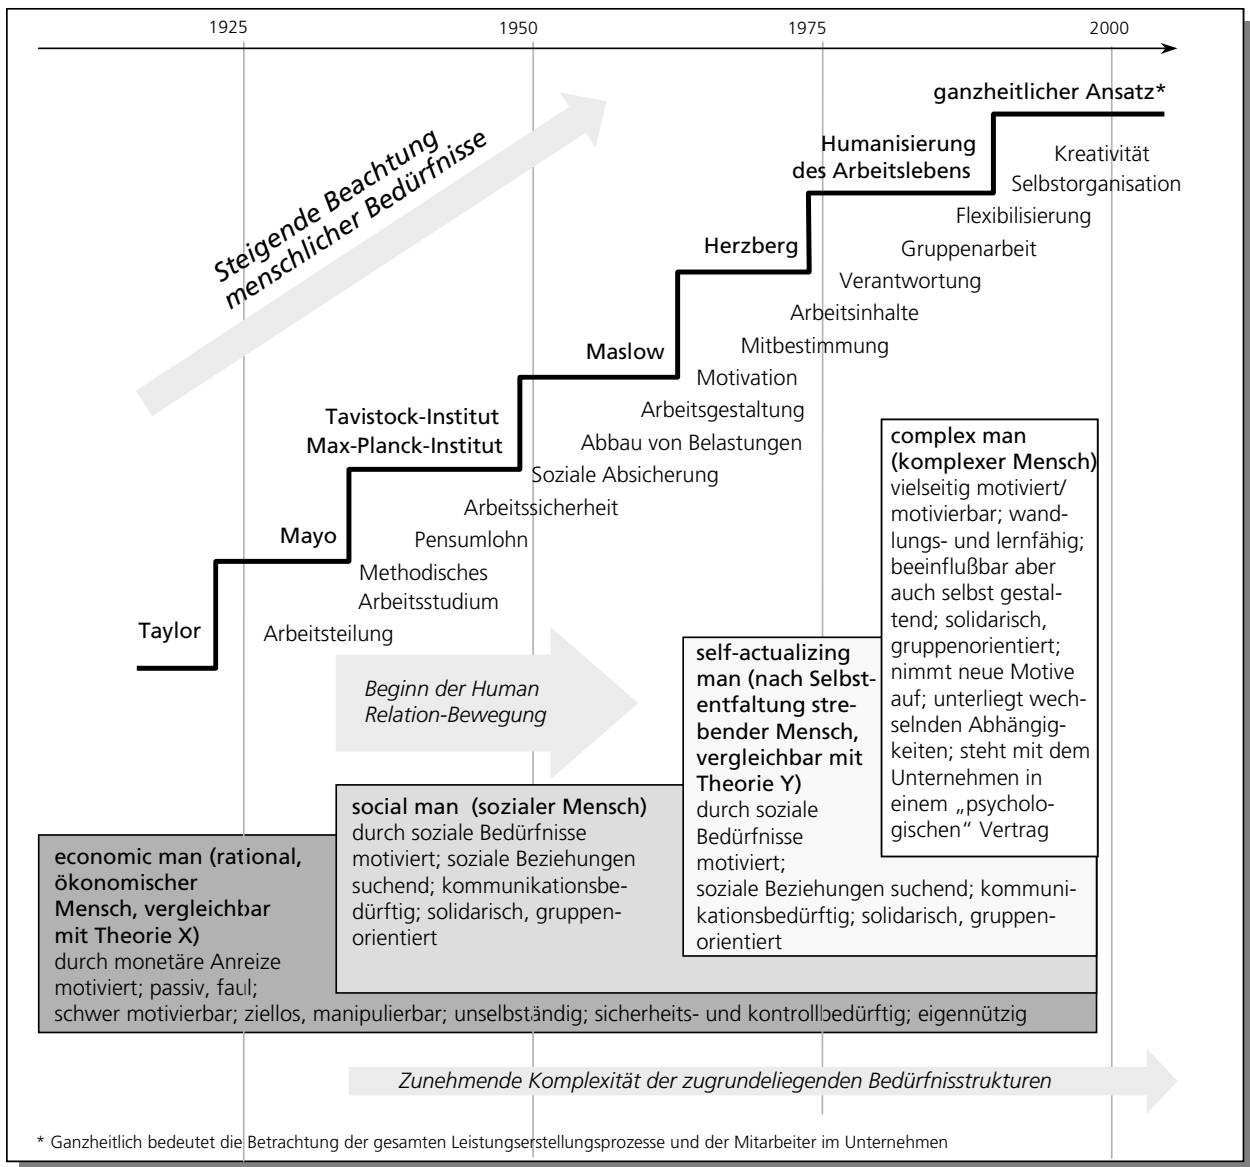 1925 1950 1975 2000
ganzheitlicher Ansatz*
Humanisierung
des Arbeitslebens
Kreativität
Selbstorganisation
Flexibilisierung
Steigende Beachtung
menschlicher Bedürfnisse
Herzberg
Gruppenarbeit
Verantwortung
Arbeitsinhalte
Mitbestimmung
Maslow
Motivation
Arbeitsgestaltung
Tavistock-Institut
Max-Planck-Institut
Abbau von Belastungen
Soziale Absicherung
Arbeitssicherheit
Mayo
Pensumlohn
Methodisches
Arbeitsstudium
Taylor
Arbeitsteilung
Beginn der Human
Relation-Bewegung
complex man
(komplexer Mensch)
vielseitig motiviert/
motivierbar; wand-
lungs- und lernfähig;
beeinflußbar aber
auch selbst gestal-
tend; solidarisch,
gruppenorientiert;
nimmt neue Motive
auf; unterliegt wech-
selnden Abhängig-
keiten; steht mit dem
Unternehmen in
einem „psycholo-
gischen“ Vertrag
self-actualizing
man (nach Selbst-
entfaltung stre-
bender Mensch,
vergleichbar mit
Theorie Y)
durch soziale
Bedürfnisse
motiviert;
soziale Beziehungen suchend; kommuni-
kationsbedürftig; solidarisch, gruppen-
orientiert
social man (sozialer Mensch)
durch soziale Bedürfnisse
motiviert; soziale Beziehungen
suchend; kommunikationsbe-
dürftig; solidarisch, gruppen-
orientiert
economic man (rational,
ökonomischer
Mensch, vergleichbar
mit Theorie X)
durch monetäre Anreize
motiviert; passiv, faul;
schwer motivierbar; ziellos, manipulierbar; unselbständig; sicherheits- und kontrollbedürftig; eigennützig
Zunehmende Komplexität der zugrundeliegenden Bedürfnisstrukturen
* Ganzheitlich bedeutet die Betrachtung der gesamten Leistungserstellungsprozesse und der Mitarbeiter im Unternehmen